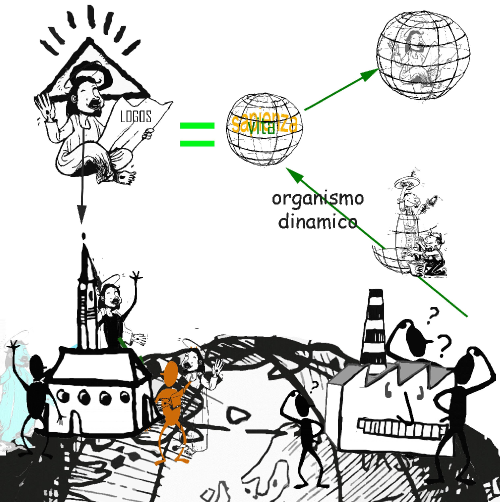 LOGOS
sapienza
vita
organismo
dinamico
?
?
?